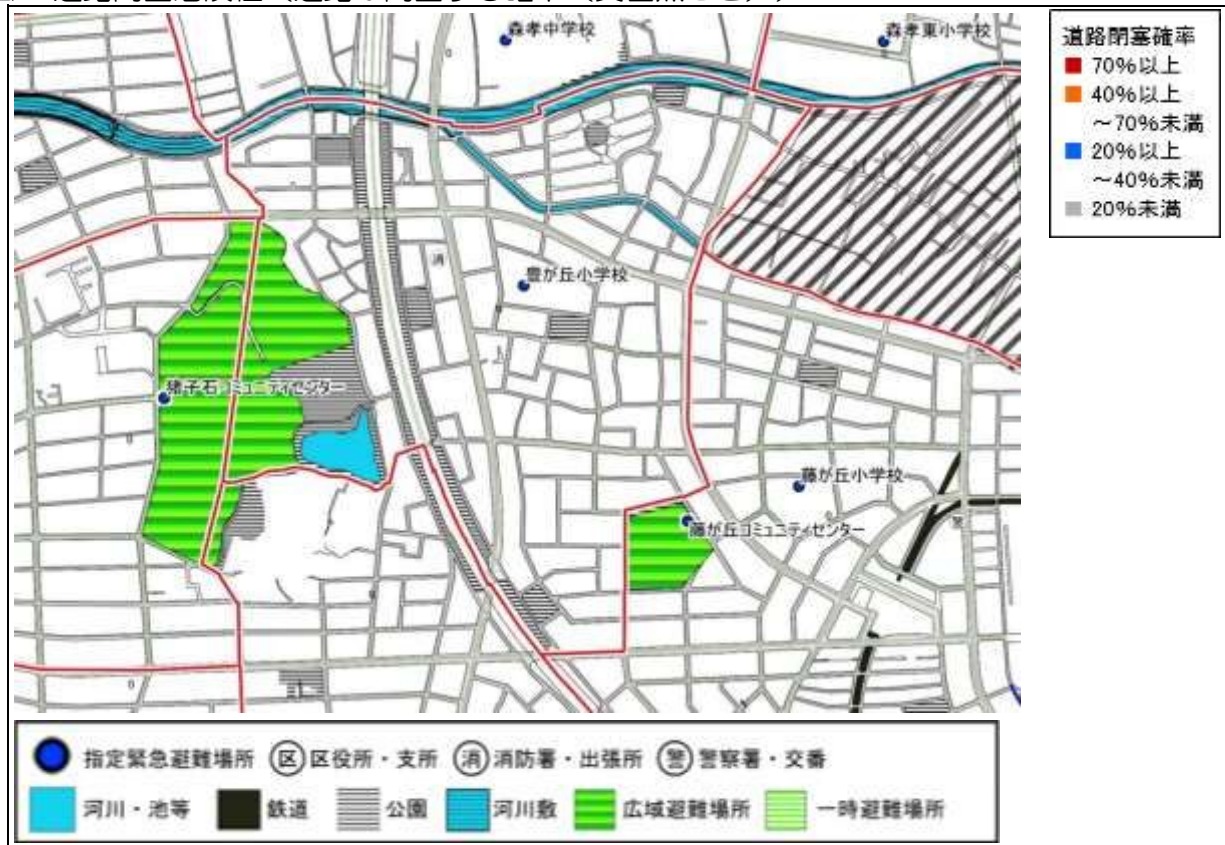 森孝中学校
森孝東小学校
消
豊が丘小学校
猪子石コミュニティセンター
藤が丘小学校
藤が丘コミュニティセンター
道路閉塞確率
70%以上
40%以上
～70%未満
20%以上
～40%未満
20%未満
指定緊急避難場所 区 区役所・支所 消 消防署・出張所 警 警察署・交番
河川・池等 鉄道 公園 河川敷 広域避難場所 一時避難場所